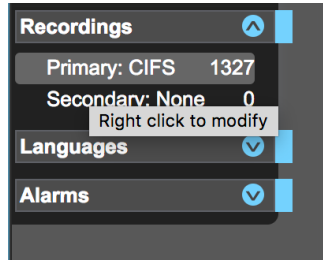 Recordings
Primary: CIFS 1327
Secondary: None 0
Right click to modify
Languages
Alarms